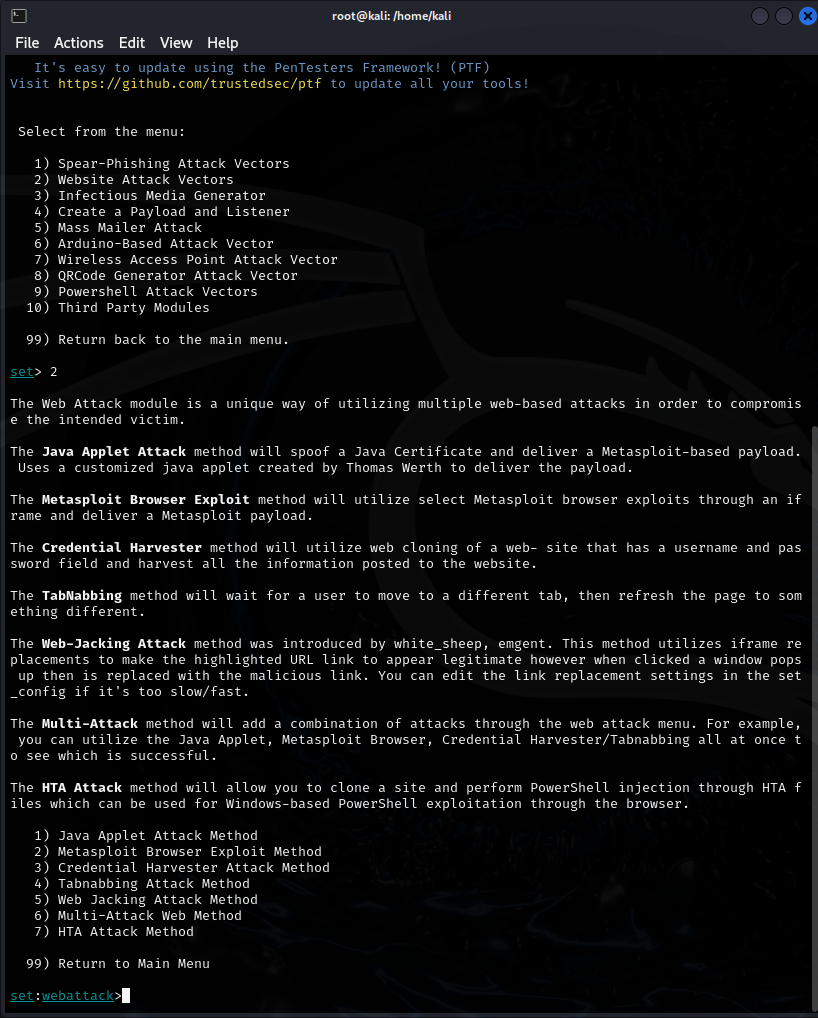 root@kali: /home/kali
File Actions Edit View Help
It's easy to update using the PenTesters Framework! (PTF)
Visit https://github.com/trustedsec/ptf to update all your tools!
Select from the menu:
1) Spear-Phishing Attack Vectors
2) Website Attack Vectors
3) Infectious Media Generator
4) Create a Payload and Listener
5) Mass Mailer Attack
6) Arduino-Based Attack Vector
7) Wireless Access Point Attack Vector
8) QRCode Generator Attack Vector
9) Powershell Attack Vectors
10) Third Party Modules
99) Return back to the main menu.
set> 2
The Web Attack module is a unique way of utilizing multiple web-based attacks in order to compromis
e the intended victim.
The Java Applet Attack method will spoof a Java Certificate and deliver a Metasploit-based payload.
Uses a customized java applet created by Thomas Werth to deliver the payload.
The Metasploit Browser Exploit method will utilize select Metasploit browser exploits through an if
rame and deliver a Metasploit payload.
The Credential Harvester method will utilize web cloning of a web- site that has a username and pas
sword field and harvest all the information posted to the website.
The TabNabbing method will wait for a user to move to a different tab, then refresh the page to som
ething different.
The Web-Jacking Attack method was introduced by white_sheep, emgent. This method utilizes iframe re
placements to make the highlighted URL link to appear legitimate however when clicked a window pops
up then is replaced with the malicious link. You can edit the link replacement settings in the set
_config if it's too slow/fast.
The Multi-Attack method will add a combination of attacks through the web attack menu. For example,
you can utilize the Java Applet, Metasploit Browser, Credential Harvester/Tabnabbing all at once t
o see which is successful.
The HTA Attack method will allow you to clone a site and perform PowerShell injection through HTA f
iles which can be used for Windows-based PowerShell exploitation through the browser.
1) Java Applet Attack Method
2) Metasploit Browser Exploit Method
3) Credential Harvester Attack Method
4) Tabnabbing Attack Method
5) Web Jacking Attack Method
6) Multi-Attack Web Method
7) HTA Attack Method
99) Return to Main Menu
set:webattack>